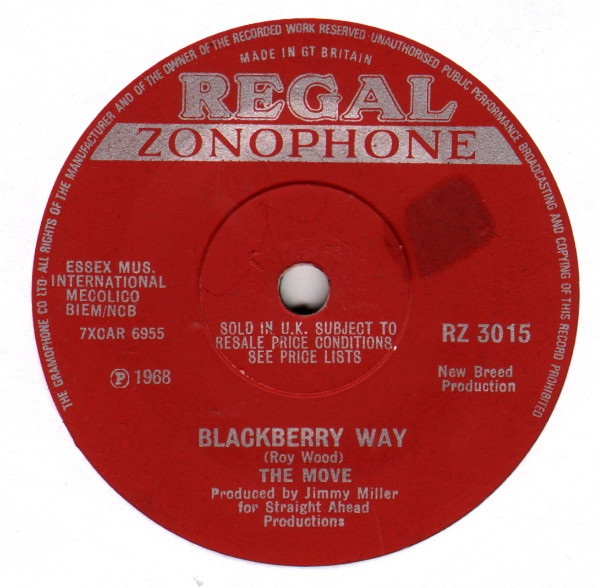 THE GRAMOPHONE CO LTD ALL RIGHTS OF THE MANUFACTURER AND OF THE OWNER OF THE RECORDED WORK RESERVED UNAUTHORISED PUBLIC PERFORMANCE BROADCASTING AND COPYING OF THIS RECORD PROHIBITED
MADE IN GT BRITAIN
REGAL
ZONOPHONE
ESSEX MUS.
INTERNATIONAL
MECOLICO
BIEM/NCB
7XCAR 6955
Ⓟ 1968
SOLD IN U.K. SUBJECT TO
RESALE PRICE CONDITIONS,
SEE PRICE LISTS
RZ 3015
New Breed
Production
BLACKBERRY WAY
(Roy Wood)
THE MOVE
Produced by Jimmy Miller
for Straight Ahead
Productions